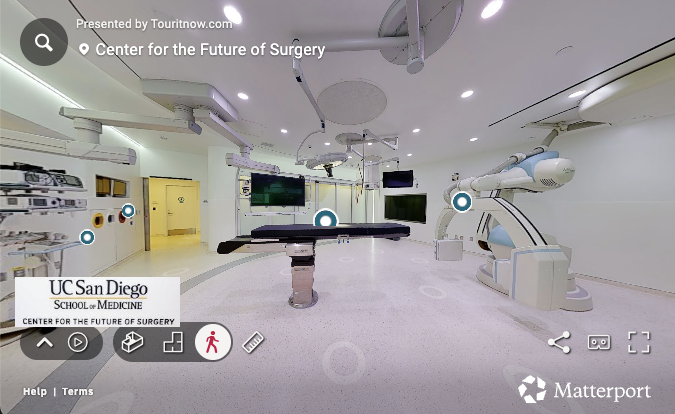 Presented by Touritnow.com
Center for the Future of Surgery
UC San Diego
SCHOOL OF MEDICINE
CENTER FOR THE FUTURE OF SURGERY
Help | Terms
Matterport